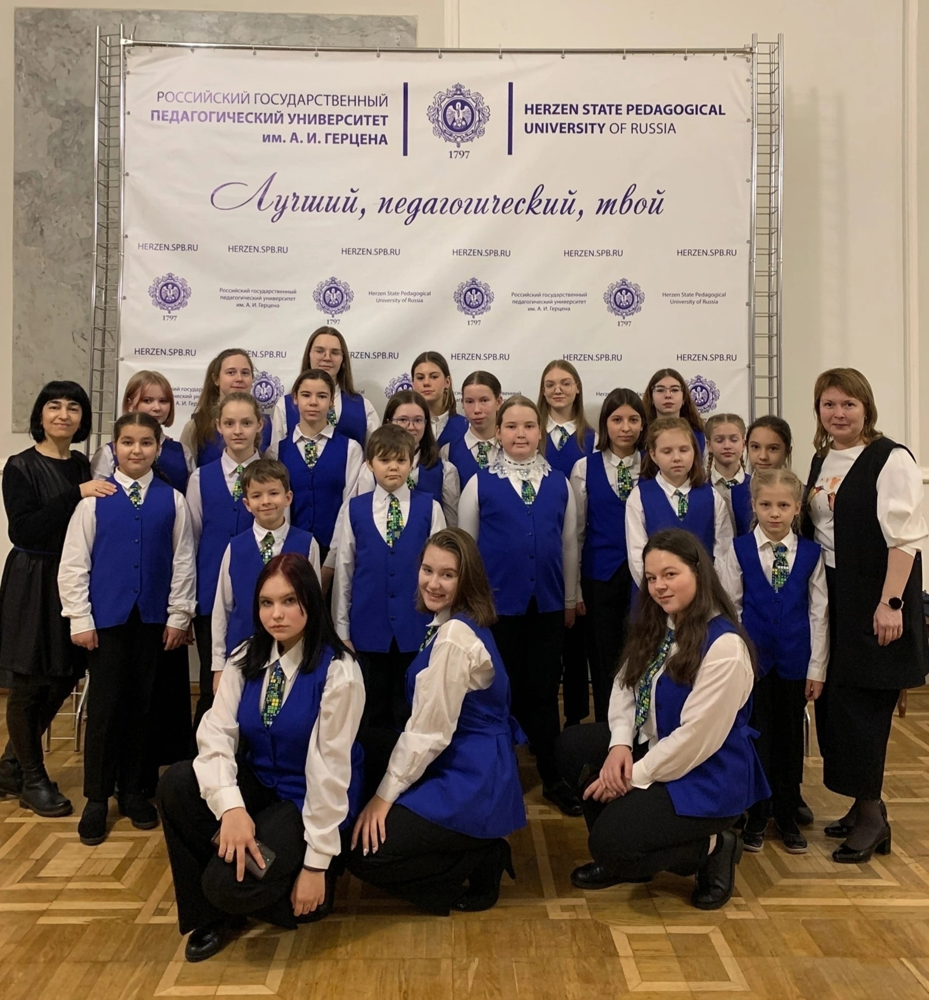 РОССИЙСКИЙ ГОСУДАРСТВЕННЫЙ
ПЕДАГОГИЧЕСКИЙ УНИВЕРСИТЕТ
им. А. И. ГЕРЦЕНА
1797
HERZEN STATE PEDAGOGICAL
UNIVERSITY OF RUSSIA
Лучший, педагогический, твой
HERZEN.SPB.RU HERZEN.SPB.RU HERZEN.SPB.RU HERZEN.SPB.RU HERZEN.SPB.RU HERZEN.SPB.RU
1797
Российский государственный
педагогический университет
им. А. И. Герцена
1797
Herzen State Pedagogical
University of Russia
1797
Российский государственный
педагогический университет
им. А. И. Герцена
1797
Herzen State Pedagogical
University of Russia
HERZEN.SPB.RU ZEN.SPB.RU RZEN.SPB.RU HERZEN.SPB.RU HERZEN.SPB.RU HERZEN.SPB.RU